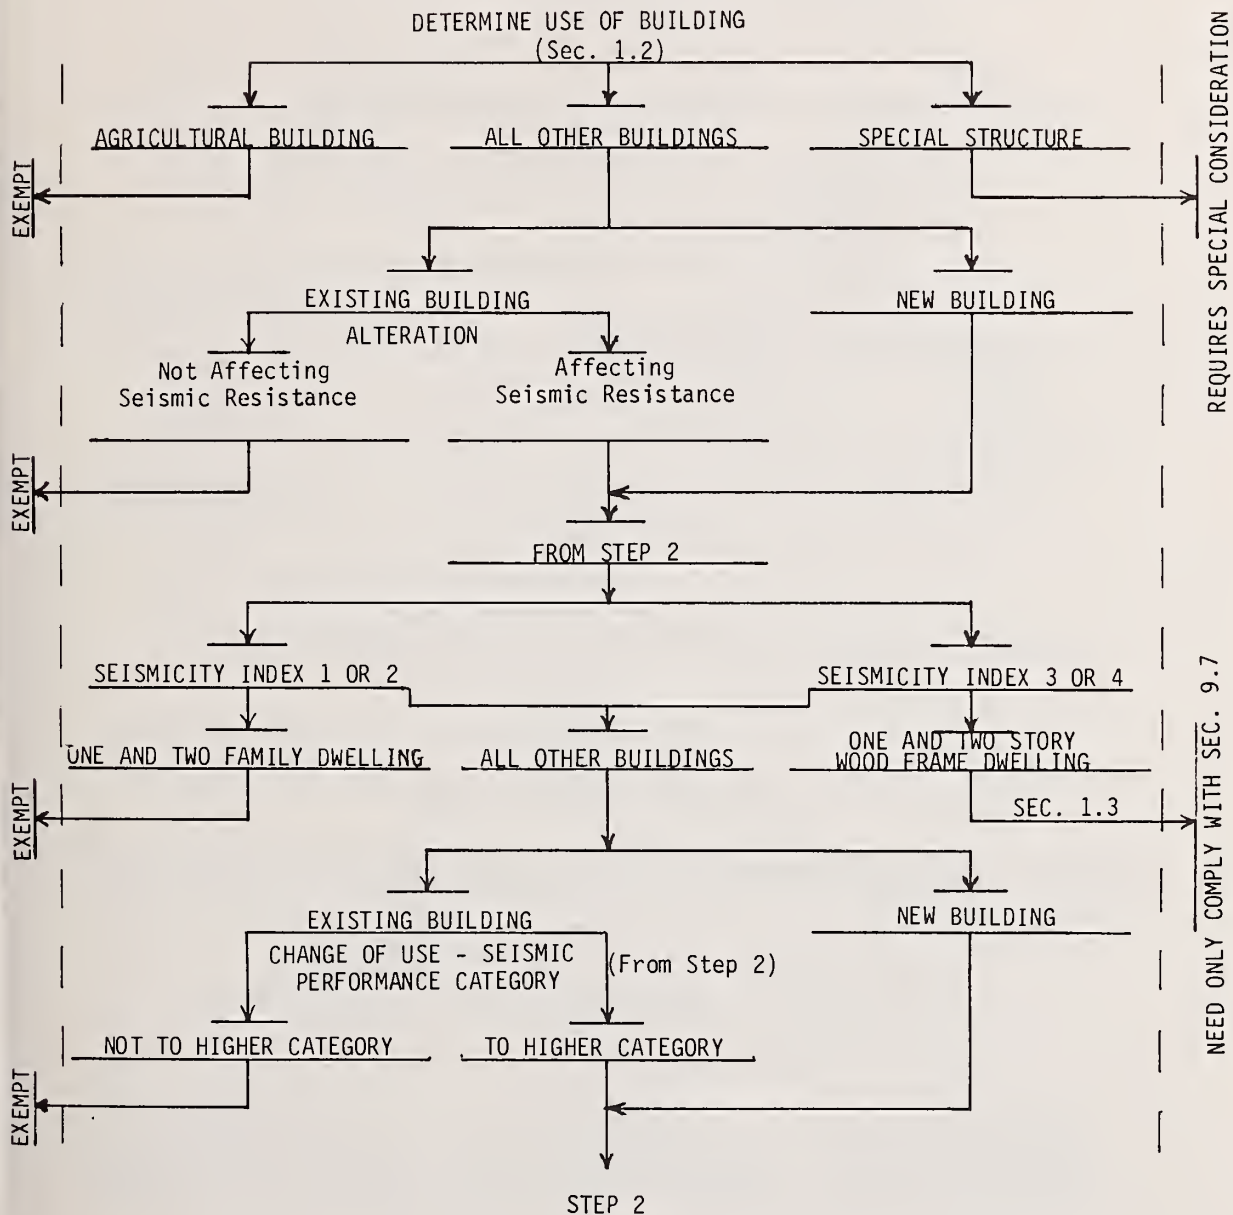 DETERMINE USE OF BUILDING
(Sec. 1.2)
AGRICULTURAL BUILDING
ALL OTHER BUILDINGS
SPECIAL STRUCTURE
EXEMPT
REQUIRES SPECIAL CONSIDERATION
EXISTING BUILDING
NEW BUILDING
ALTERATION
Not Affecting
Seismic Resistance
Affecting
Seismic Resistance
EXEMPT
FROM STEP 2
SEISMICITY INDEX 1 OR 2
SEISMICITY INDEX 3 OR 4
ONE AND TWO FAMILY DWELLING
ALL OTHER BUILDINGS
ONE AND TWO STORY
WOOD FRAME DWELLING
EXEMPT
SEC. 1.3
NEED ONLY COMPLY WITH SEC. 9.7
EXISTING BUILDING
NEW BUILDING
CHANGE OF USE - SEISMIC
PERFORMANCE CATEGORY
(From Step 2)
NOT TO HIGHER CATEGORY
TO HIGHER CATEGORY
EXEMPT
STEP 2